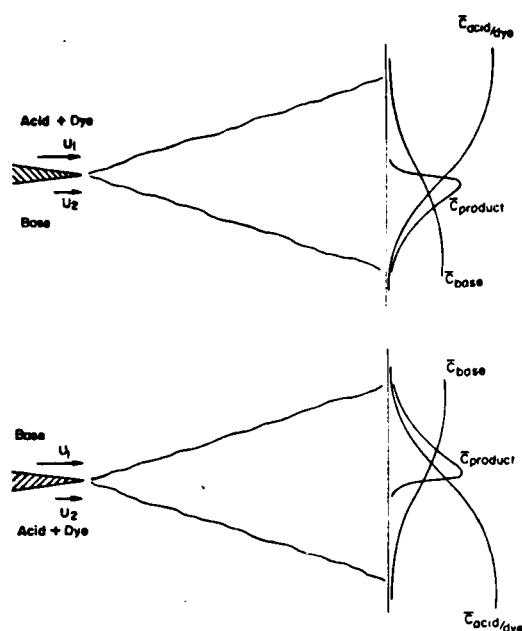 C̅acid/dye
Acid + Dye
U₁
U₂
Base
C̅product
C̅base
C̅base
Base
U₁
C̅product
U₂
Acid + Dye
C̅acid/dye